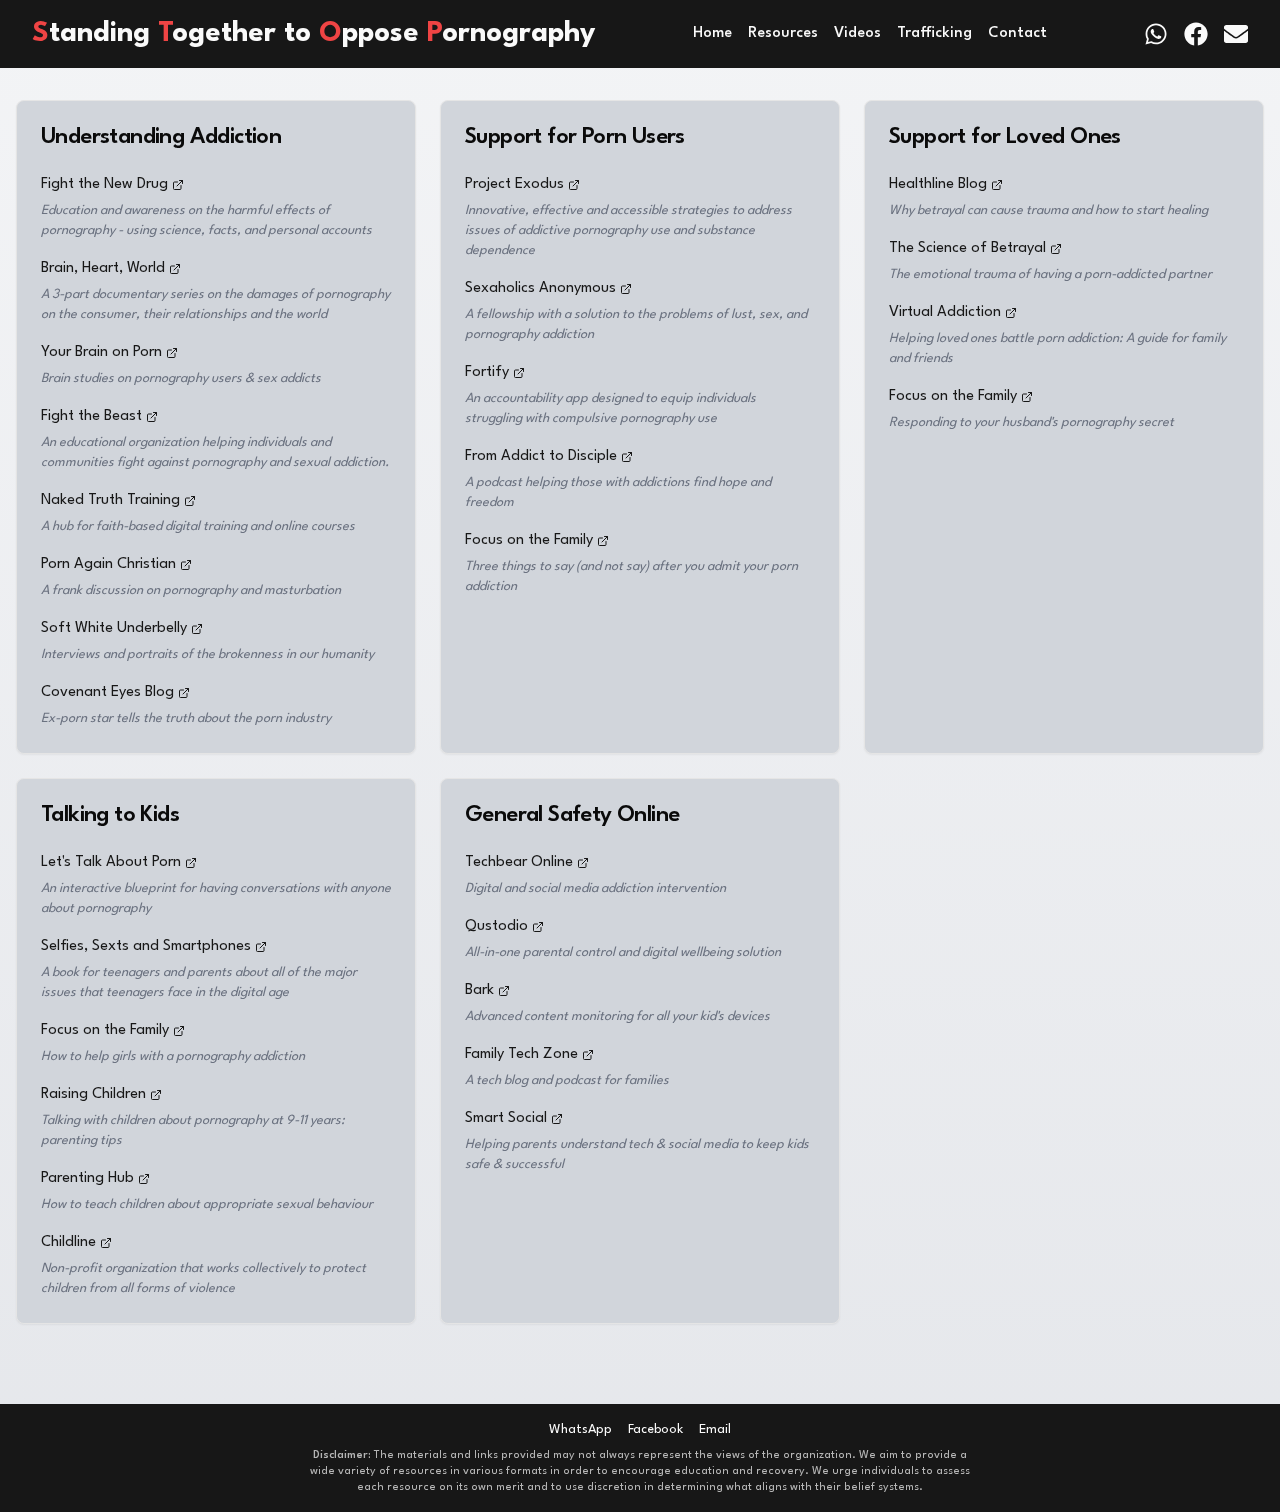 Standing Together to Oppose Pornography
Home Resources Videos Trafficking Contact
Understanding Addiction
Fight the New Drug
Education and awareness on the harmful effects of
pornography - using science, facts, and personal accounts
Brain, Heart, World
A 3-part documentary series on the damages of pornography
on the consumer, their relationships and the world
Your Brain on Porn
Brain studies on pornography users & sex addicts
Fight the Beast
An educational organization helping individuals and
communities fight against pornography and sexual addiction.
Naked Truth Training
A hub for faith-based digital training and online courses
Porn Again Christian
A frank discussion on pornography and masturbation
Soft White Underbelly
Interviews and portraits of the brokenness in our humanity
Covenant Eyes Blog
Ex-porn star tells the truth about the porn industry
Support for Porn Users
Project Exodus
Innovative, effective and accessible strategies to address
issues of addictive pornography use and substance
dependence
Sexaholics Anonymous
A fellowship with a solution to the problems of lust, sex, and
pornography addiction
Fortify
An accountability app designed to equip individuals
struggling with compulsive pornography use
From Addict to Disciple
A podcast helping those with addictions find hope and
freedom
Focus on the Family
Three things to say (and not say) after you admit your porn
addiction
Support for Loved Ones
Healthline Blog
Why betrayal can cause trauma and how to start healing
The Science of Betrayal
The emotional trauma of having a porn-addicted partner
Virtual Addiction
Helping loved ones battle porn addiction: A guide for family
and friends
Focus on the Family
Responding to your husband's pornography secret
Talking to Kids
Let's Talk About Porn
An interactive blueprint for having conversations with anyone
about pornography
Selfies, Sexts and Smartphones
A book for teenagers and parents about all of the major
issues that teenagers face in the digital age
Focus on the Family
How to help girls with a pornography addiction
Raising Children
Talking with children about pornography at 9-11 years:
parenting tips
Parenting Hub
How to teach children about appropriate sexual behaviour
Childline
Non-profit organization that works collectively to protect
children from all forms of violence
General Safety Online
Techbear Online
Digital and social media addiction intervention
Qustodio
All-in-one parental control and digital wellbeing solution
Bark
Advanced content monitoring for all your kid's devices
Family Tech Zone
A tech blog and podcast for families
Smart Social
Helping parents understand tech & social media to keep kids
safe & successful
WhatsApp Facebook Email
Disclaimer: The materials and links provided may not always represent the views of the organization. We aim to provide a
wide variety of resources in various formats in order to encourage education and recovery. We urge individuals to assess
each resource on its own merit and to use discretion in determining what aligns with their belief systems.